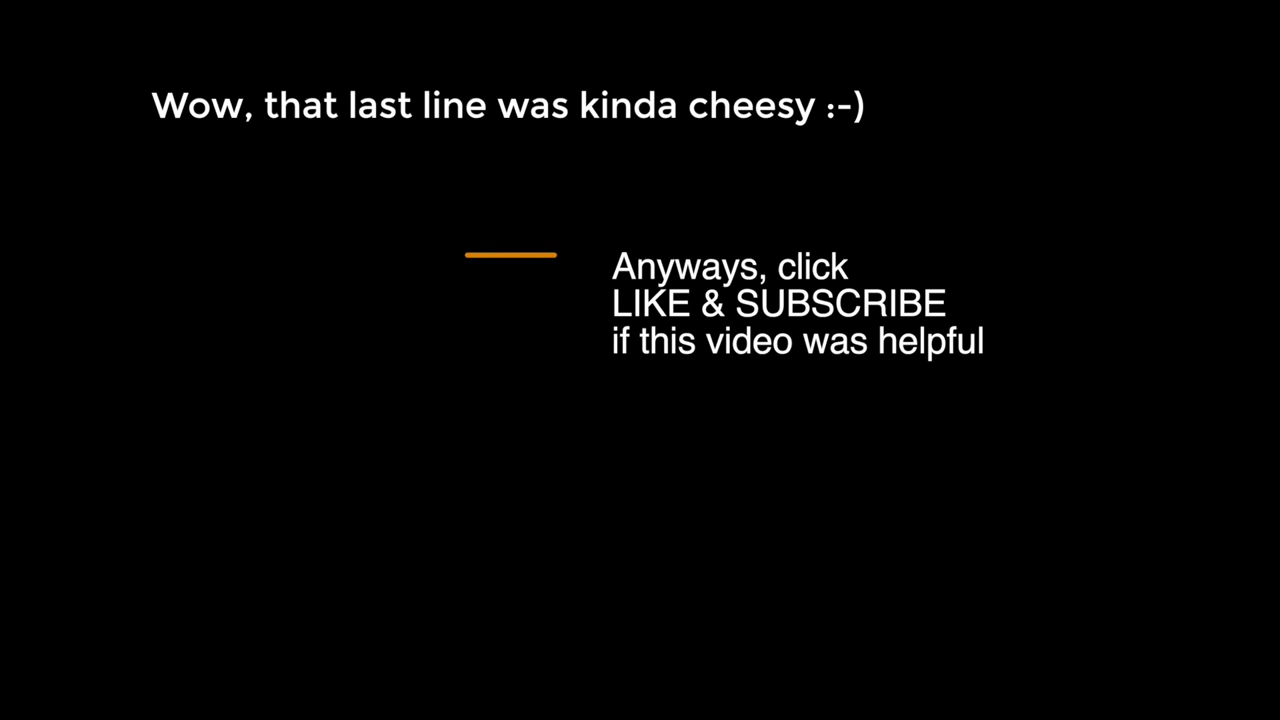 Wow, that last line was kinda cheesy :-)
Anyways, click
LIKE & SUBSCRIBE
if this video was helpful